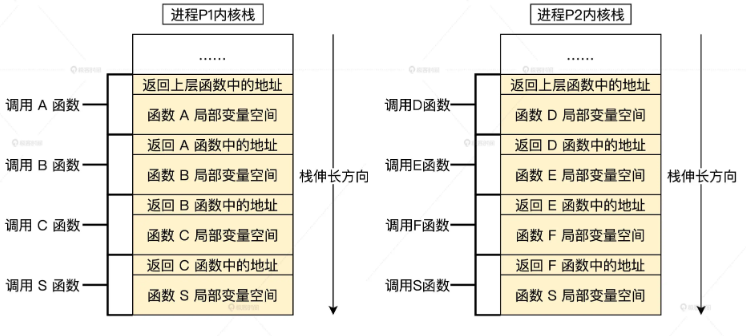 进程P1内核栈
……
返回上层函数中的地址
调用 A 函数
函数 A 局部变量空间
返回 A 函数中的地址
调用 B 函数
函数 B 局部变量空间
返回 B 函数中的地址
调用 C 函数
函数 C 局部变量空间
返回 C 函数中的地址
调用 S 函数
函数 S 局部变量空间
栈伸长方向
进程P2内核栈
……
返回上层函数中的地址
调用D函数
函数 D 局部变量空间
返回 D 函数中的地址
调用E函数
函数 E 局部变量空间
返回 E 函数中的地址
调用F函数
函数 F 局部变量空间
返回 F 函数中的地址
调用S函数
函数 S 局部变量空间
栈伸长方向